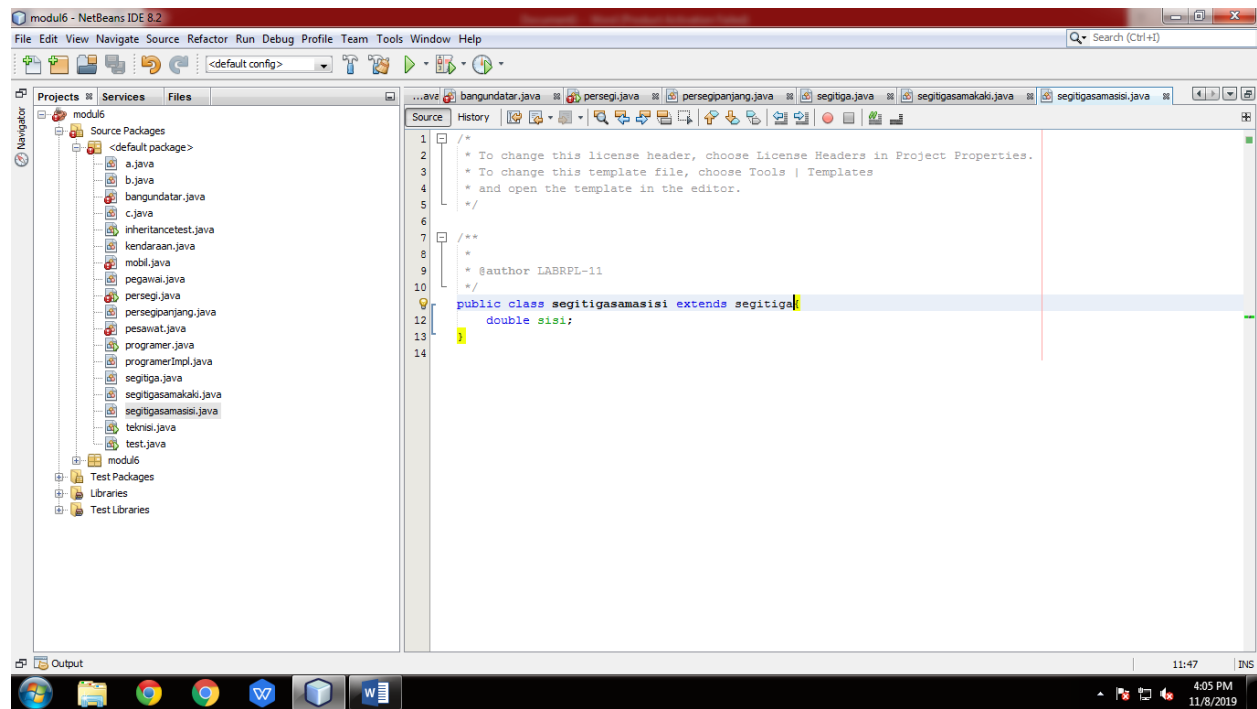 modul6 - NetBeans IDE 8.2
File Edit View Navigate Source Refactor Run Debug Profile Team Tools Window Help
Search (Ctrl+I)
<default config>
Projects Services Files
...ava bangundatar.java persegi.java persegipanjang.java segitiga.java segitigasamakaki.java segitigasamasisi.java
Navigator
modul6
Source Packages
<default package>
a.java
b.java
bangundatar.java
c.java
inheritancetest.java
kendaraan.java
mobil.java
pegawai.java
persegi.java
persegipanjang.java
pesawat.java
programer.java
programerImpl.java
segitiga.java
segitigasamakaki.java
segitigasamasisi.java
teknisi.java
test.java
modul6
Test Packages
Libraries
Test Libraries
Source History
1 /*
2 * To change this license header, choose License Headers in Project Properties.
3 * To change this template file, choose Tools | Templates
4 * and open the template in the editor.
5 */
6
7 /**
8 *
9 * @author LABRPL-11
10 */
public class segitigasamasisi extends segitiga{
12 double sisi;
13 }
14
Output
11:47 INS
4:05 PM
11/8/2019